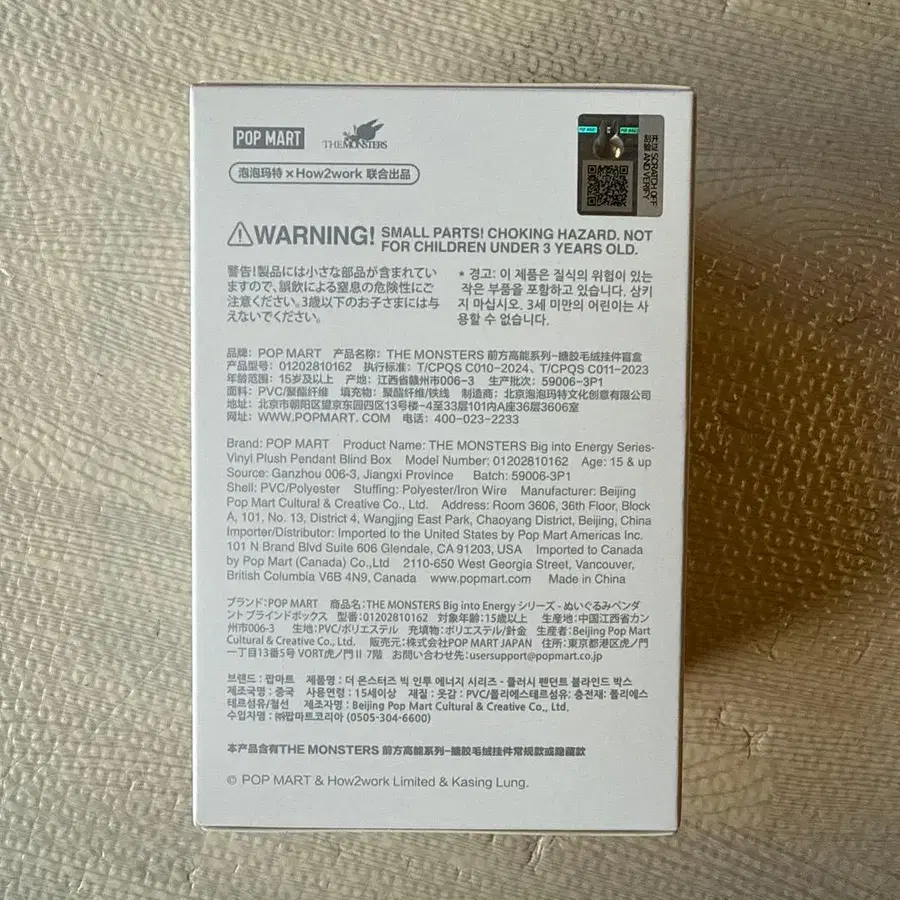 POP MART THE MONSTERS
泡泡玛特 × How2work 联合出品
POP MART POP MART
开盒 SCRATCH OFF
刮验 AND VERIFY
WARNING! SMALL PARTS! CHOKING HAZARD. NOT
FOR CHILDREN UNDER 3 YEARS OLD.
警告!製品には小さな部品が含まれてい
ますので、誤飲による窒息の危険性にご
注意ください。3歳以下のお子さまには与
えないでください。
* 경고: 이 제품은 질식의 위험이 있는
작은 부품을 포함하고 있습니다. 삼키
지 마십시오. 3세 미만의 어린이는 사
용할 수 없습니다.
品牌: POP MART 产品名称: THE MONSTERS 前方高能系列-搪胶毛绒挂件盲盒
产品型号: 01202810162 执行标准: T/CPQS C010-2024、T/CPQS C011-2023
年龄范围: 15岁及以上 产地: 江西省赣州市006-3 生产批次: 59006-3P1
面料: PVC/聚酯纤维 填充物: 聚酯纤维/铁线 制造商: 北京泡泡玛特文化创意有限公司
地址: 北京市朝阳区望京东园四区13号楼-4至33层101内A座36层3606室
网址: WWW.POPMART.COM 电话: 400-023-2233
Brand: POP MART Product Name: THE MONSTERS Big into Energy Series-
Vinyl Plush Pendant Blind Box Model Number: 01202810162 Age: 15 & up
Source: Ganzhou 006-3, Jiangxi Province Batch: 59006-3P1
Shell: PVC/Polyester Stuffing: Polyester/Iron Wire Manufacturer: Beijing
Pop Mart Cultural & Creative Co., Ltd. Address: Room 3606, 36th Floor, Block
A, 101, No. 13, District 4, Wangjing East Park, Chaoyang District, Beijing, China
Importer/Distributor: Imported to the United States by Pop Mart Americas Inc.
101 N Brand Blvd Suite 606 Glendale, CA 91203, USA Imported to Canada
by Pop Mart (Canada) Co.,Ltd 2110-650 West Georgia Street, Vancouver,
British Columbia V6B 4N9, Canada www.popmart.com Made in China
ブランド:POP MART 商品名:THE MONSTERS Big into Energy シリーズ - ぬいぐるみペンダ
ント ブラインドボックス 型番:01202810162 対象年齢:15歳以上 生産地:中国江西省カン
州市006-3 生地:PVC/ポリエステル 充填物:ポリエステル/針金 生産者:Beijing Pop Mart
Cultural & Creative Co., Ltd. 販売元:株式会社POP MART JAPAN 住所:東京都港区虎ノ門
一丁目13番5号 VORT虎ノ門Ⅱ 7階 お問い合わせ先:usersupport@popmart.co.jp
브랜드 : 팝마트 제품명 : 더 몬스터즈 빅 인투 에너지 시리즈 - 플러시 펜던트 블라인드 박스
제조국명 : 중국 사용연령 : 15세이상 재질 : 옷감 : PVC/폴리에스테르섬유; 충전재: 폴리에스
테르섬유/철선 제조자명 : Beijing Pop Mart Cultural & Creative Co., Ltd.
수입자명 : ㈜팝마트코리아 (0505-304-6600)
本产品含有THE MONSTERS 前方高能系列-搪胶毛绒挂件常规款或隐藏款
© POP MART & How2work Limited & Kasing Lung.